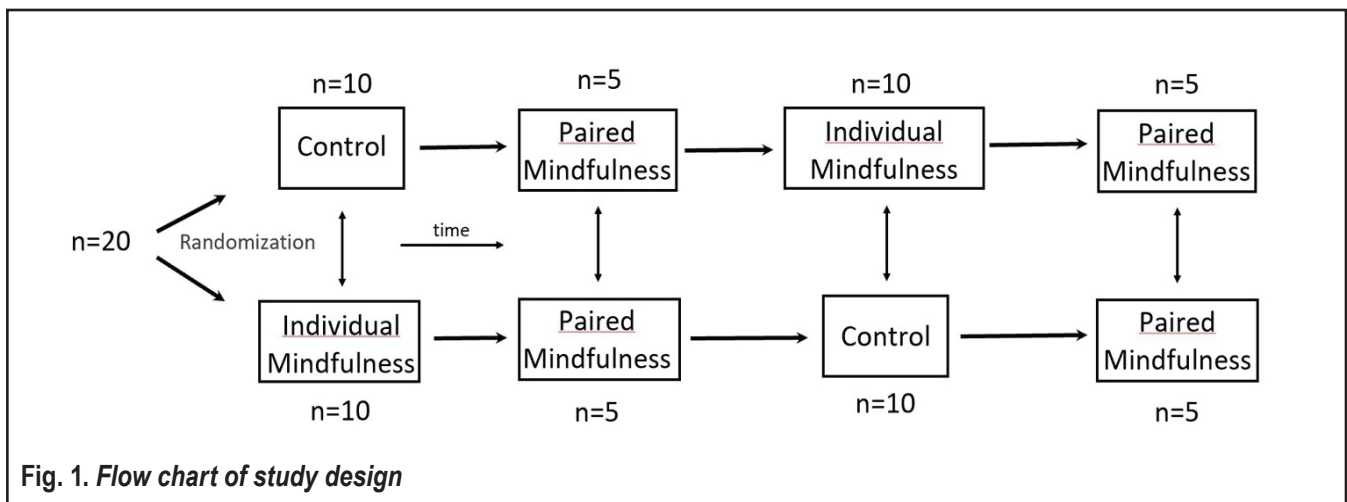 n=10
n=5
n=10
n=5
Control
Paired
Mindfulness
Individual
Mindfulness
Paired
Mindfulness
n=20
Randomization
time
Individual
Mindfulness
Paired
Mindfulness
Control
Paired
Mindfulness
n=10
n=5
n=10
n=5
Fig. 1. Flow chart of study design